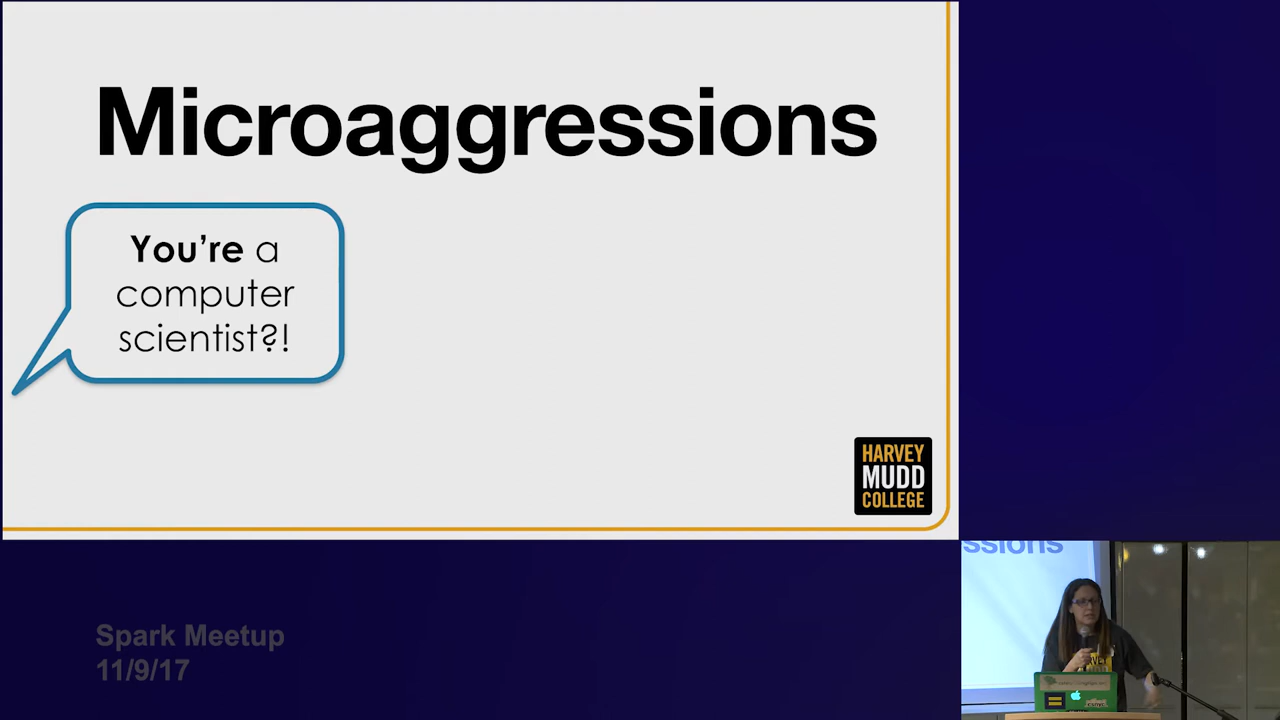 Microaggressions
You're a
computer
scientist?!
HARVEY
MUDD
COLLEGE
Spark Meetup
11/9/17
ssions